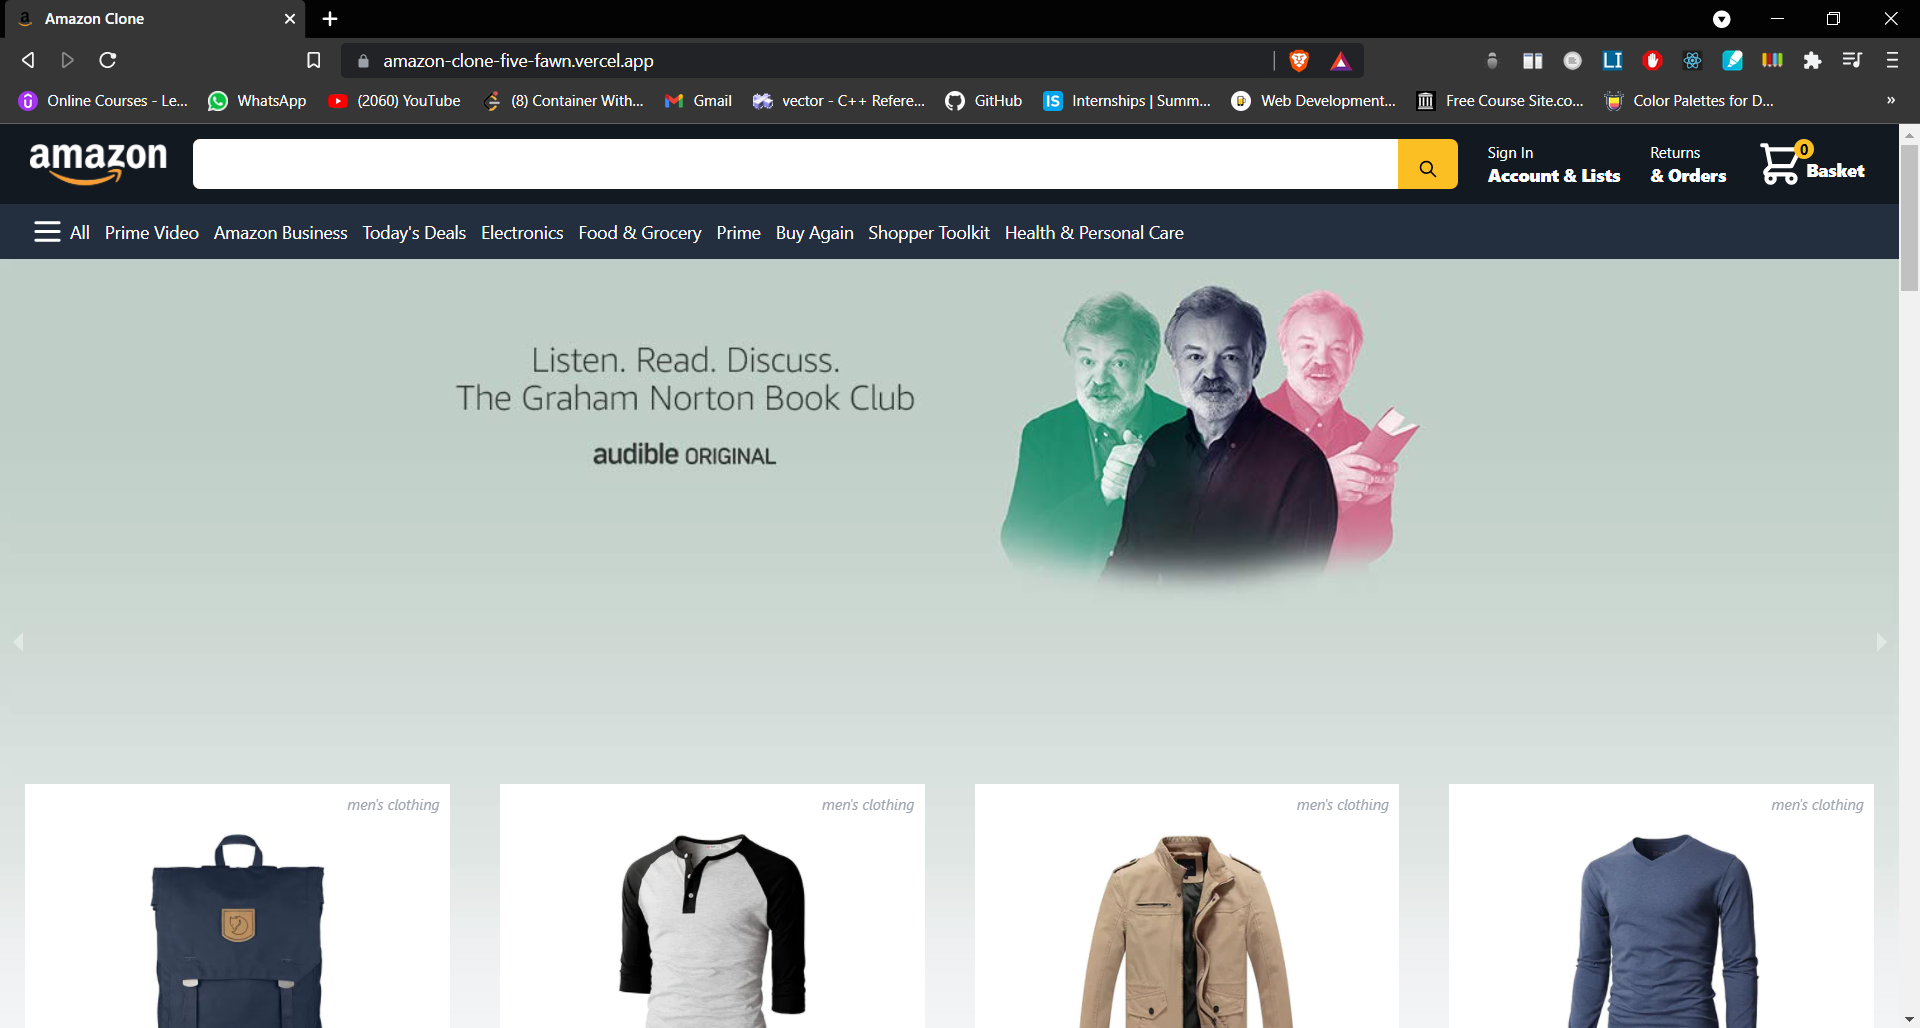 Amazon Clone
amazon-clone-five-fawn.vercel.app
Online Courses - Le... WhatsApp (2060) YouTube (8) Container With... Gmail vector - C++ Refere... GitHub IS Internships | Summ... Web Development... Free Course Site.co... Color Palettes for D... »
amazon
Sign In
Account & Lists
Returns
& Orders
0
Basket
All Prime Video Amazon Business Today's Deals Electronics Food & Grocery Prime Buy Again Shopper Toolkit Health & Personal Care
Listen. Read. Discuss.
The Graham Norton Book Club
audible ORIGINAL
men's clothing men's clothing men's clothing men's clothing